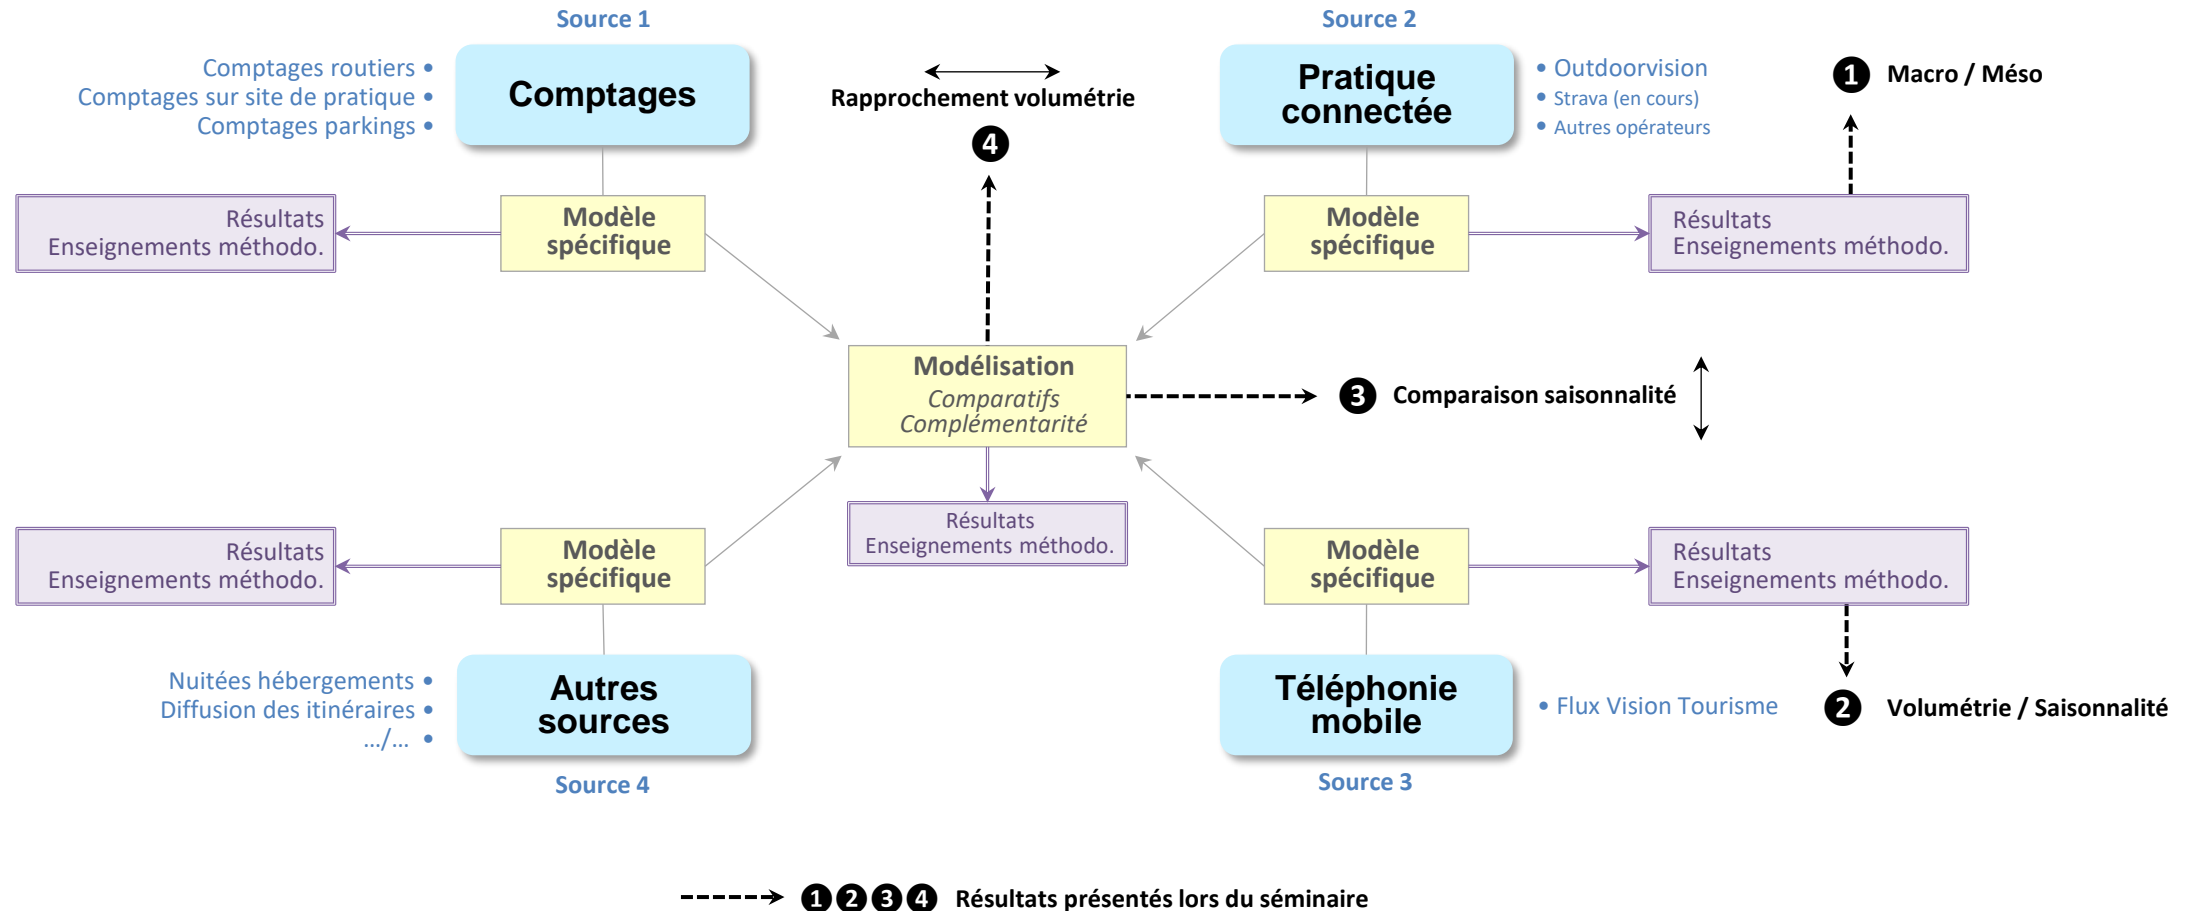 Source 1
Comptages routiers •
Comptages sur site de pratique •
Comptages parkings •
Comptages
Rapprochement volumétrie
4
Source 2
Pratique
connectée
• Outdoorvision
• Strava (en cours)
• Autres opérateurs
1 Macro / Méso
Résultats
Enseignements méthodo.
Modèle
spécifique
Modèle
spécifique
Résultats
Enseignements méthodo.
Modélisation
Comparatifs
Complémentarité
3 Comparaison saisonnalité
Résultats
Enseignements méthodo.
Résultats
Enseignements méthodo.
Modèle
spécifique
Modèle
spécifique
Résultats
Enseignements méthodo.
Nuitées hébergements •
Diffusion des itinéraires •
.../... •
Autres
sources
Source 4
Téléphonie
mobile
• Flux Vision Tourisme
2 Volumétrie / Saisonnalité
Source 3
1 2 3 4 Résultats présentés lors du séminaire